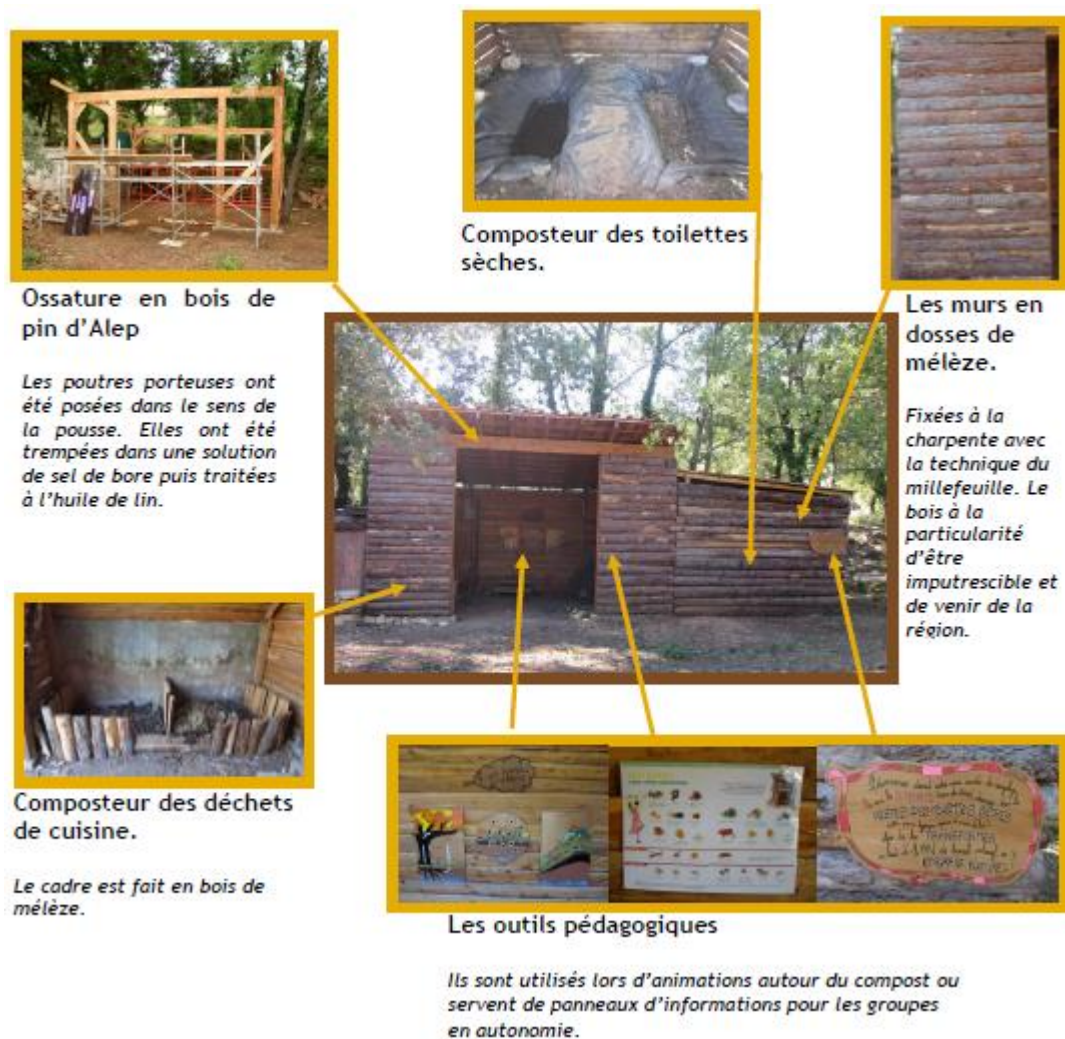 Composteur des toilettes
sèches.
Ossature en bois de
pin d'Alep
Les poutres porteuses ont
été posées dans le sens de
la pousse. Elles ont été
trempées dans une solution
de sel de bore puis traitées
à l'huile de lin.
Les murs en
dosses de
mélèze.
Fixées à la
charpente avec
la technique du
millefeuille. Le
bois à la
particularité
d'être
imputrescible et
de venir de la
région.
Composteur des déchets
de cuisine.
Le cadre est fait en bois de
mélèze.
Les outils pédagogiques
Ils sont utilisés lors d'animations autour du compost ou
servent de panneaux d'informations pour les groupes
en autonomie.